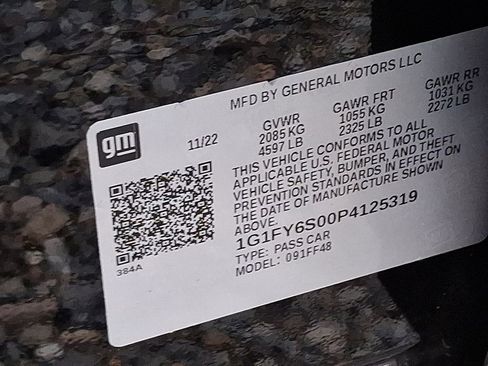 MFD BY GENERAL MOTORS LLC
gm
11/22
GVWR
2085 KG
4597 LB
GAWR FRT
1055 KG
2325 LB
GAWR RR
1031 KG
2272 LB
THIS VEHICLE CONFORMS TO ALL
APPLICABLE U.S. FEDERAL MOTOR
VEHICLE SAFETY, BUMPER, AND THEFT
PREVENTION STANDARDS IN EFFECT ON
THE DATE OF MANUFACTURE SHOWN
ABOVE.
1G1FY6S00P4125319
TYPE: PASS CAR
MODEL: 091FF48
384A